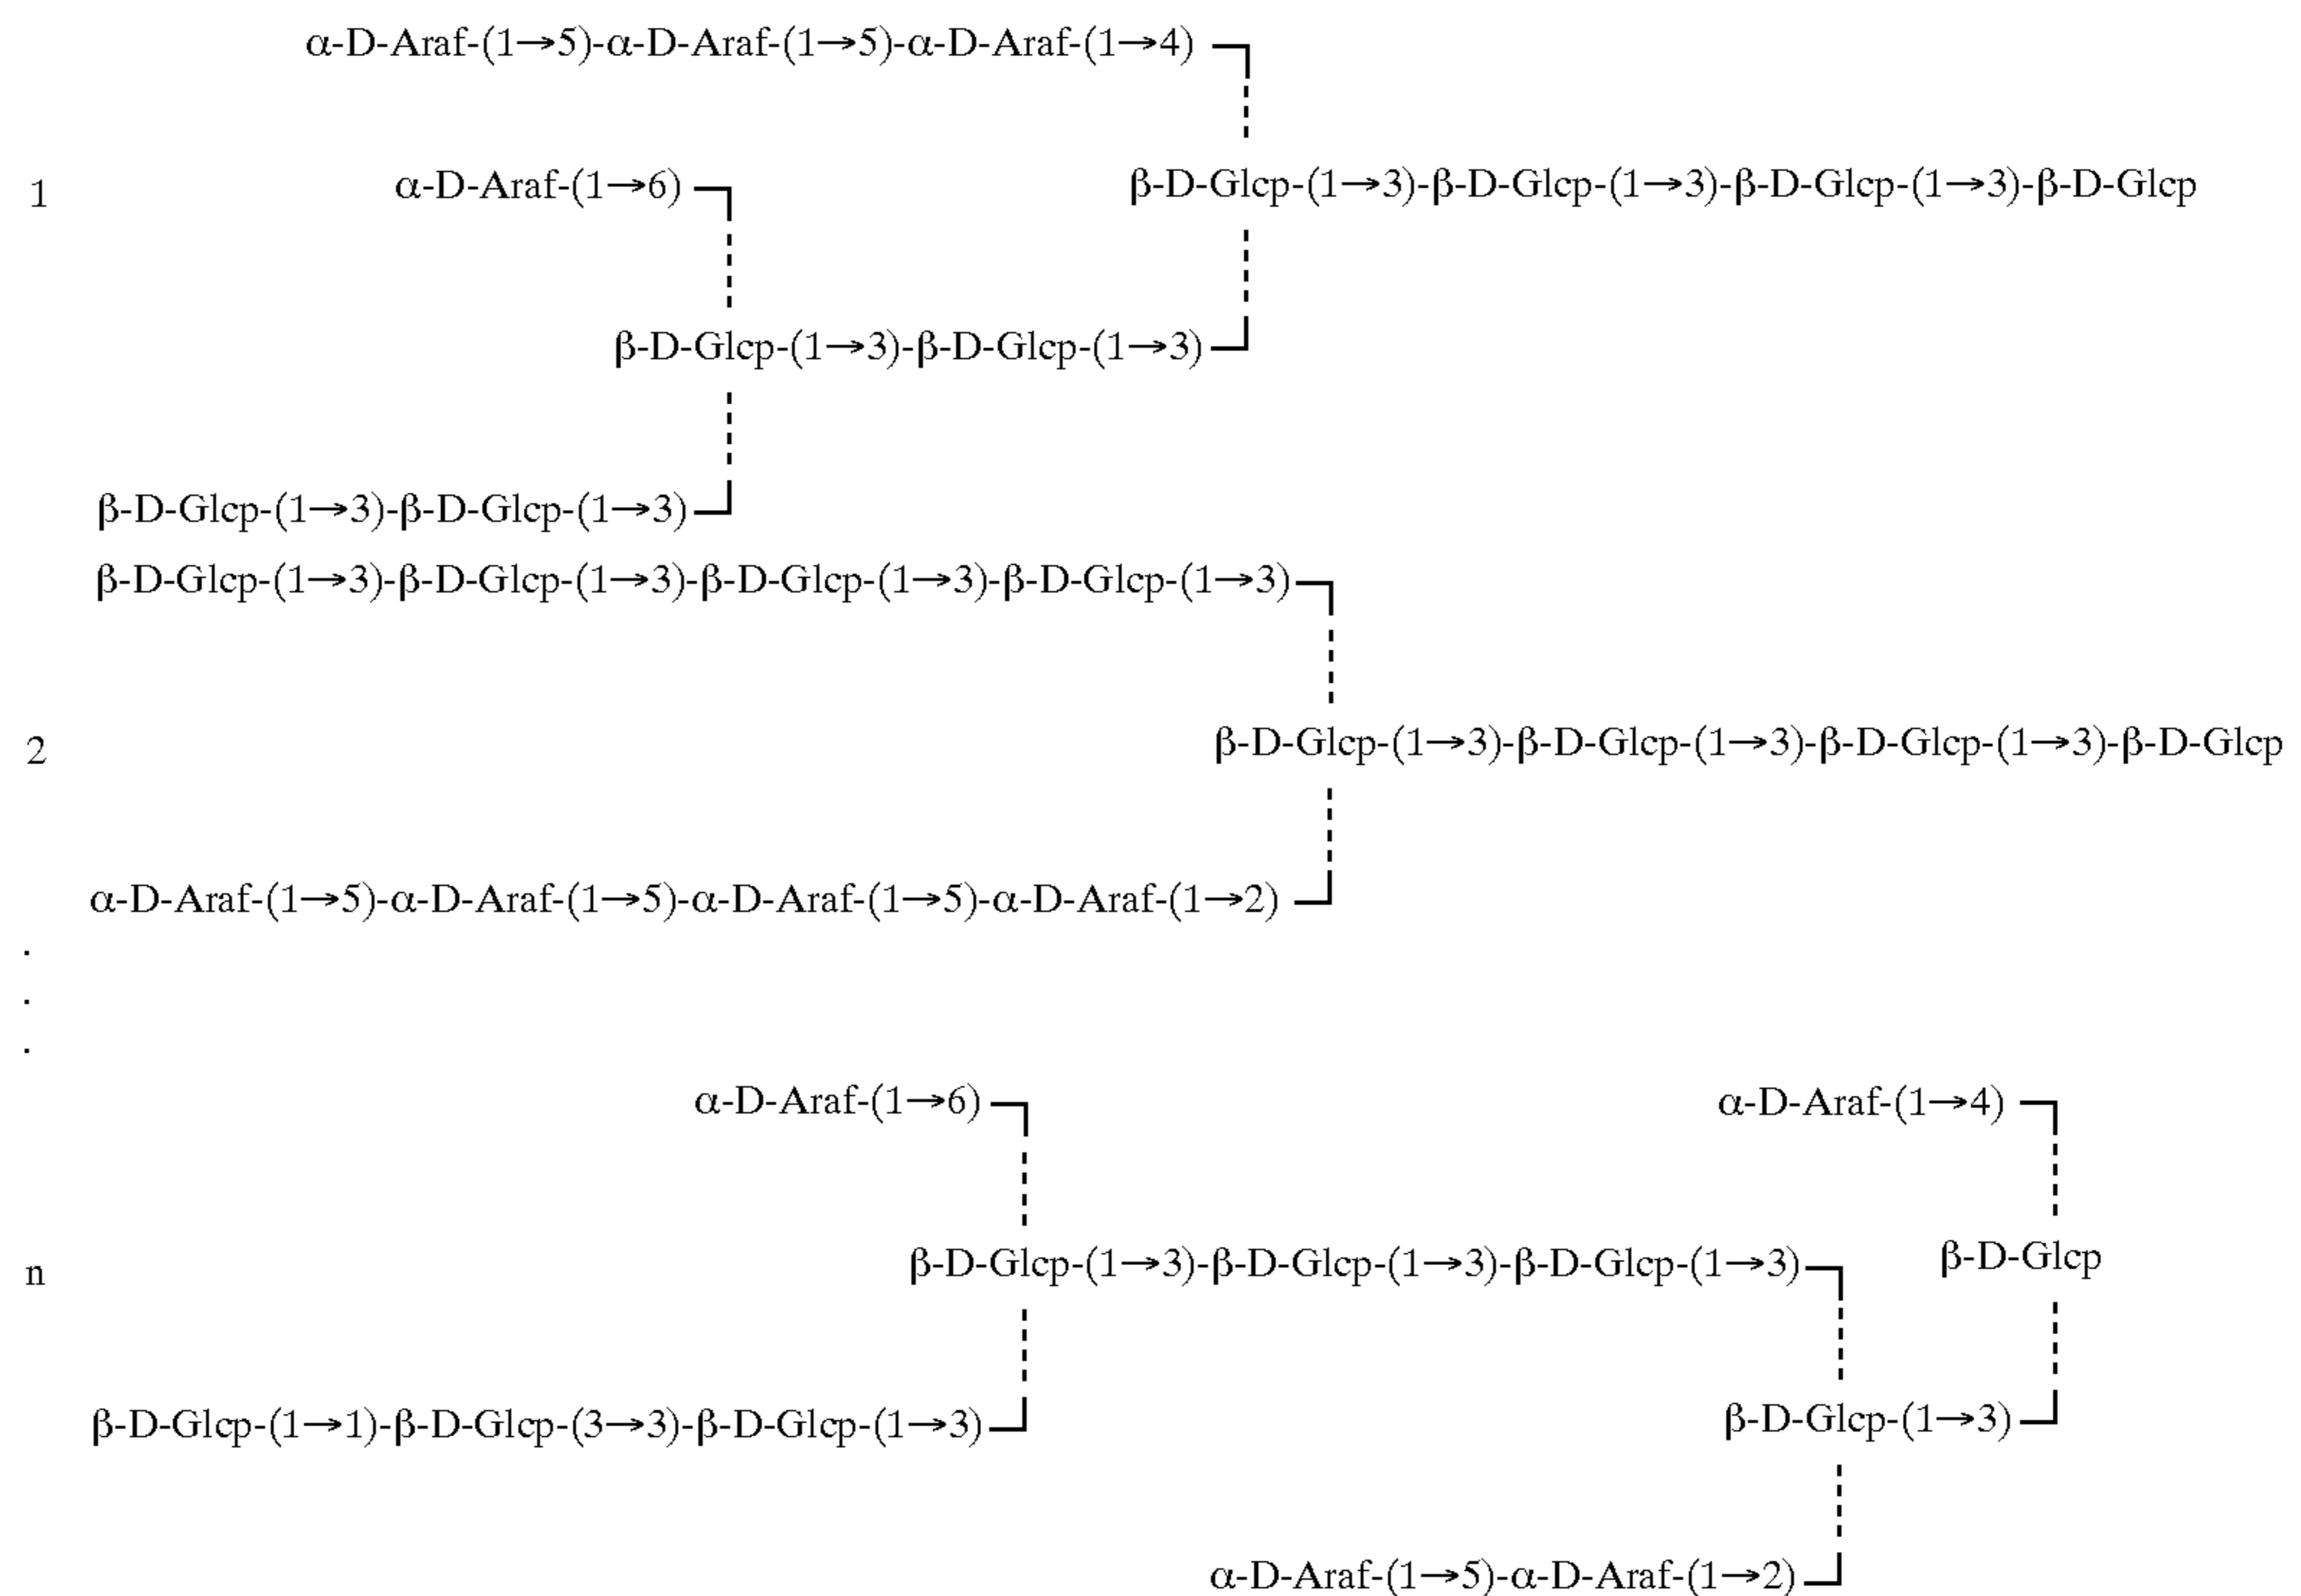 α-D-Araf-(1→5)-α-D-Araf-(1→5)-α-D-Araf-(1→4)
1
α-D-Araf-(1→6)
β-D-Glcp-(1→3)-β-D-Glcp-(1→3)-β-D-Glcp-(1→3)-β-D-Glcp
β-D-Glcp-(1→3)-β-D-Glcp-(1→3)
β-D-Glcp-(1→3)-β-D-Glcp-(1→3)
β-D-Glcp-(1→3)-β-D-Glcp-(1→3)-β-D-Glcp-(1→3)-β-D-Glcp-(1→3)
2
β-D-Glcp-(1→3)-β-D-Glcp-(1→3)-β-D-Glcp-(1→3)-β-D-Glcp
α-D-Araf-(1→5)-α-D-Araf-(1→5)-α-D-Araf-(1→5)-α-D-Araf-(1→2)
.
.
.
α-D-Araf-(1→6)
α-D-Araf-(1→4)
n
β-D-Glcp-(1→3)-β-D-Glcp-(1→3)-β-D-Glcp-(1→3)
β-D-Glcp
β-D-Glcp-(1→1)-β-D-Glcp-(3→3)-β-D-Glcp-(1→3)
β-D-Glcp-(1→3)
α-D-Araf-(1→5)-α-D-Araf-(1→2)